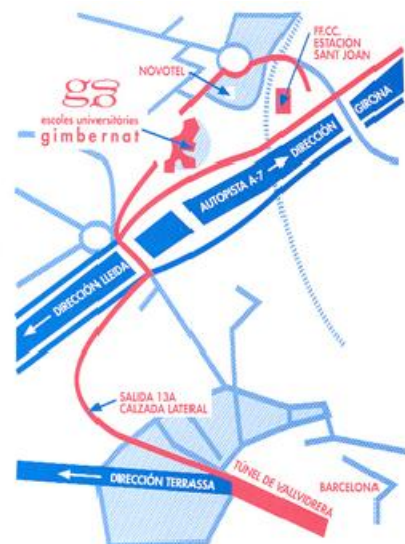 FF.CC.
ESTACIÓN
SANT JOAN
NOVOTEL
escoles universitàries
gimbernat
DIRECCIÓN GIRONA
AUTOPISTA A-7
DIRECCIÓN LLEIDA
SALIDA 13A
CALZADA LATERAL
TÚNEL DE VALLVIDRERA
BARCELONA
DIRECCIÓN TERRASSA